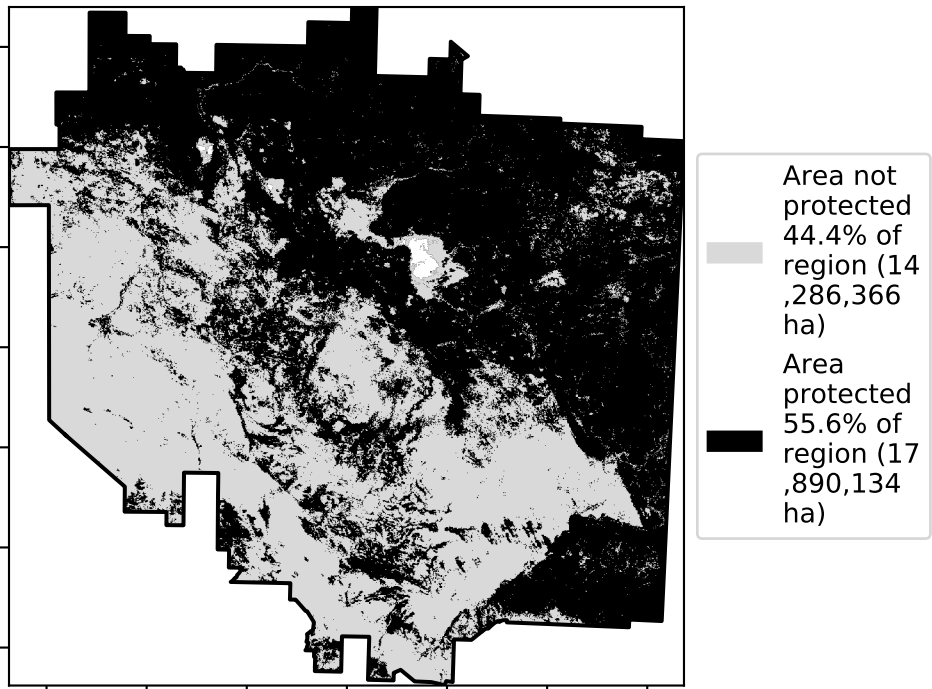 Area not
protected
44.4% of
region (14
,286,366
ha)
Area
protected
55.6% of
region (17
,890,134
ha)